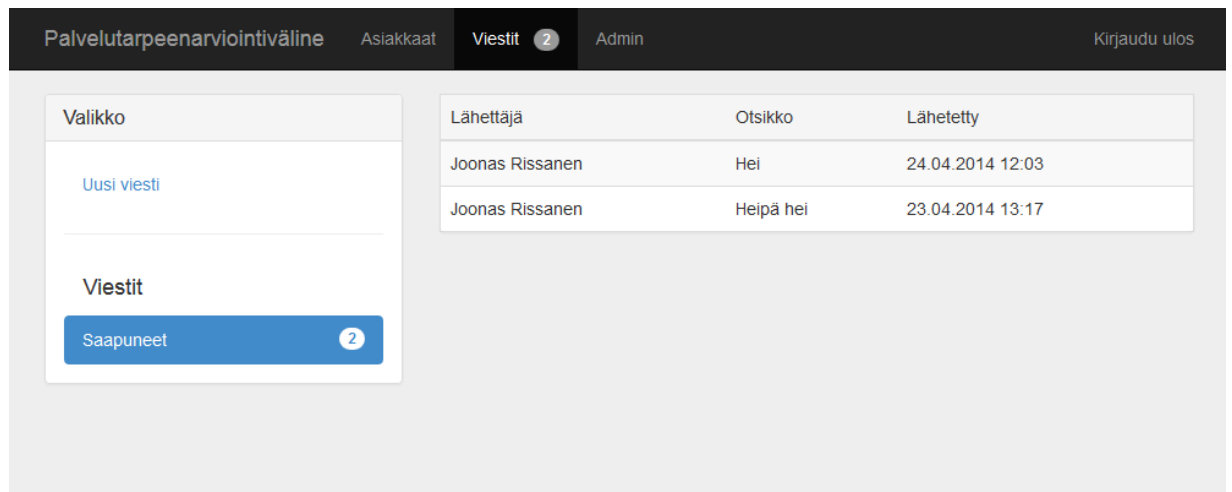 Palvelutarpeenarviointiväline Asiakkaat Viestit 2 Admin Kirjaudu ulos
Valikko
Uusi viesti
Viestit
Saapuneet 2
Lähettäjä Otsikko Lähetetty
Joonas Rissanen Hei 24.04.2014 12:03
Joonas Rissanen Heipä hei 23.04.2014 13:17